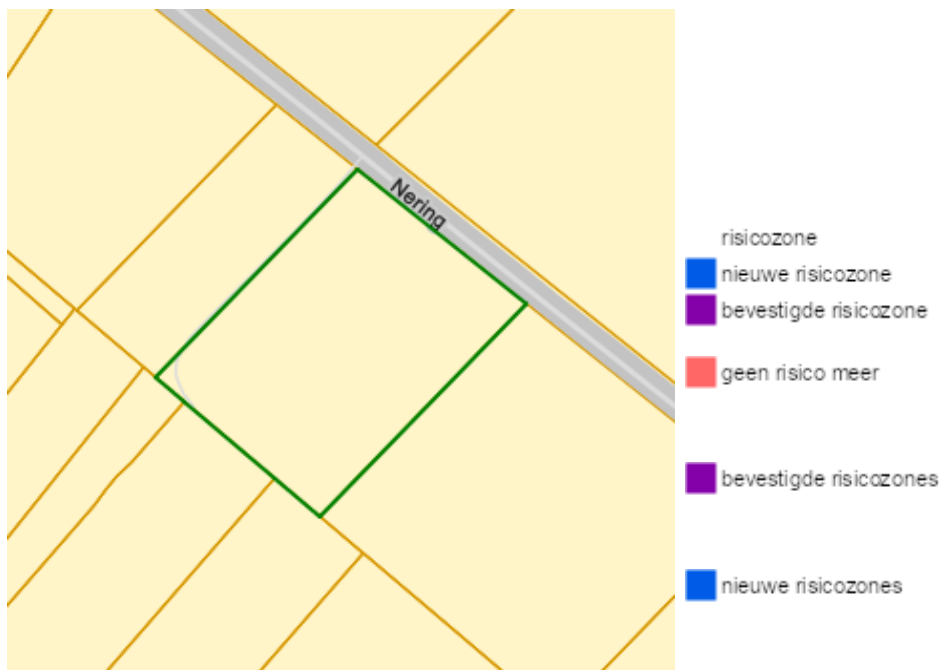 Nering
risicozone
nieuwe risicozone
bevestigde risicozone
geen risico meer
bevestigde risicozones
nieuwe risicozones